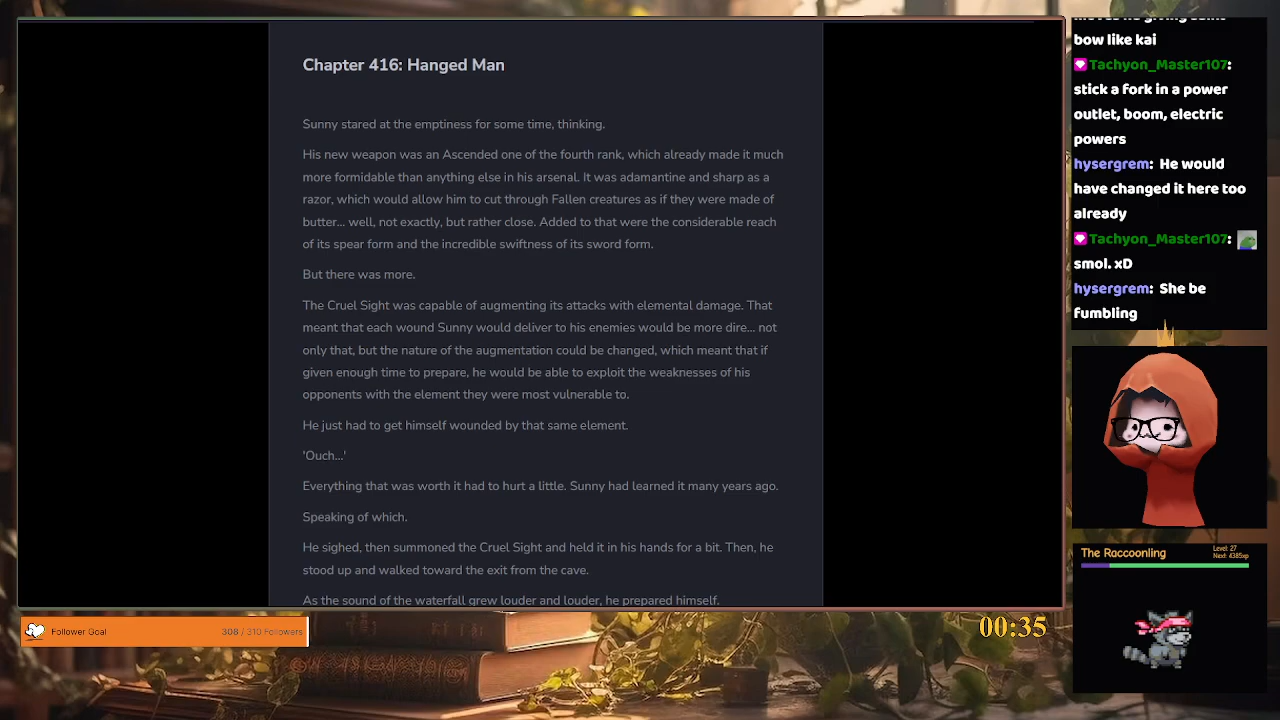 Chapter 416: Hanged Man
Sunny stared at the emptiness for some time, thinking.
His new weapon was an Ascended one of the fourth rank, which already made it much
more formidable than anything else in his arsenal. It was adamantine and sharp as a
razor, which would allow him to cut through Fallen creatures as if they were made of
butter... well, not exactly, but rather close. Added to that were the considerable reach
of its spear form and the incredible swiftness of its sword form.
But there was more.
The Cruel Sight was capable of augmenting its attacks with elemental damage. That
meant that each wound Sunny would deliver to his enemies would be more dire... not
only that, but the nature of the augmentation could be changed, which meant that if
given enough time to prepare, he would be able to exploit the weaknesses of his
opponents with the element they were most vulnerable to.
He just had to get himself wounded by that same element.
'Ouch...'
Everything that was worth it had to hurt a little. Sunny had learned it many years ago.
Speaking of which.
He sighed, then summoned the Cruel Sight and held it in his hands for a bit. Then, he
stood up and walked toward the exit from the cave.
As the sound of the waterfall grew louder and louder, he prepared himself.
bow like kai
Tachyon_Master107:
stick a fork in a power
outlet, boom, electric
powers
hysergrem: He would
have changed it here too
already
Tachyon_Master107:
smol. xD
hysergrem: She be
fumbling
The Raccoonling
Level: 27
Next: 4385xp
Follower Goal
308 / 310 Followers
00:35